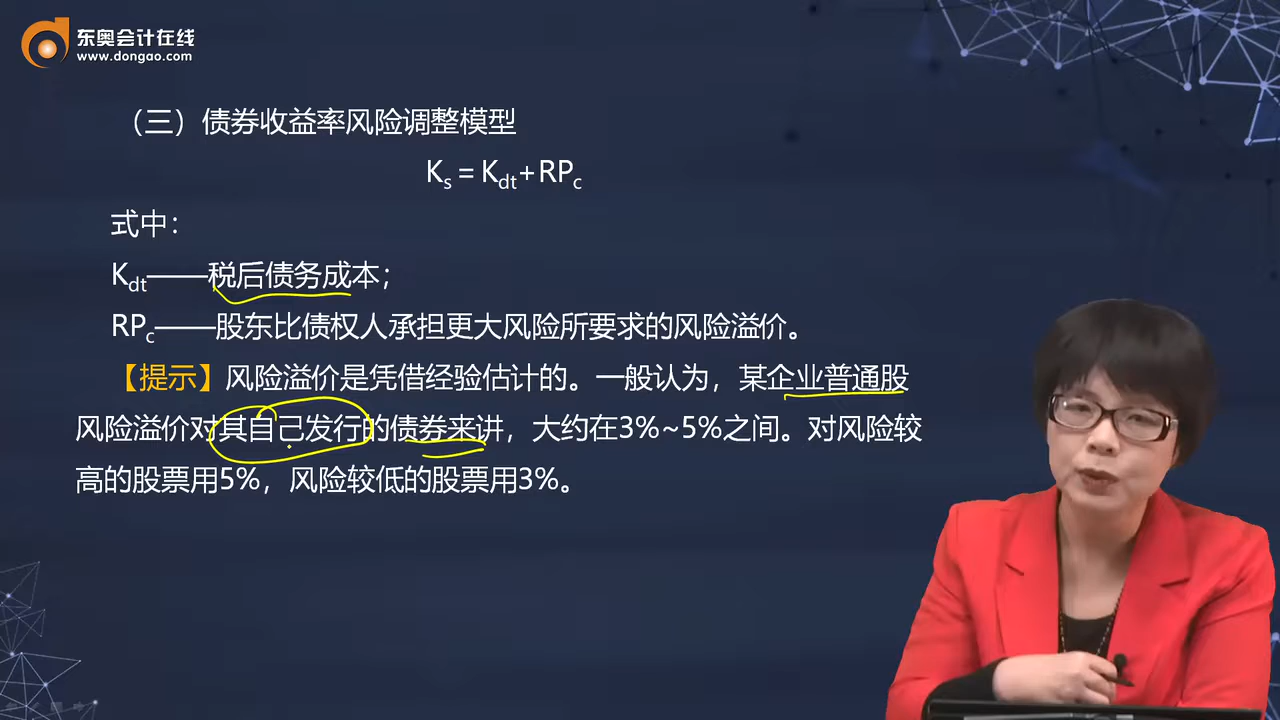 东奥会计在线
www.dongao.com
（三）债券收益率风险调整模型
Ks＝Kdt+RPc
式中：
Kdt——税后债务成本；
RPc——股东比债权人承担更大风险所要求的风险溢价。
【提示】风险溢价是凭借经验估计的。一般认为，某企业普通股
风险溢价对其自己发行的债券来讲，大约在3%~5%之间。对风险较
高的股票用5%，风险较低的股票用3%。